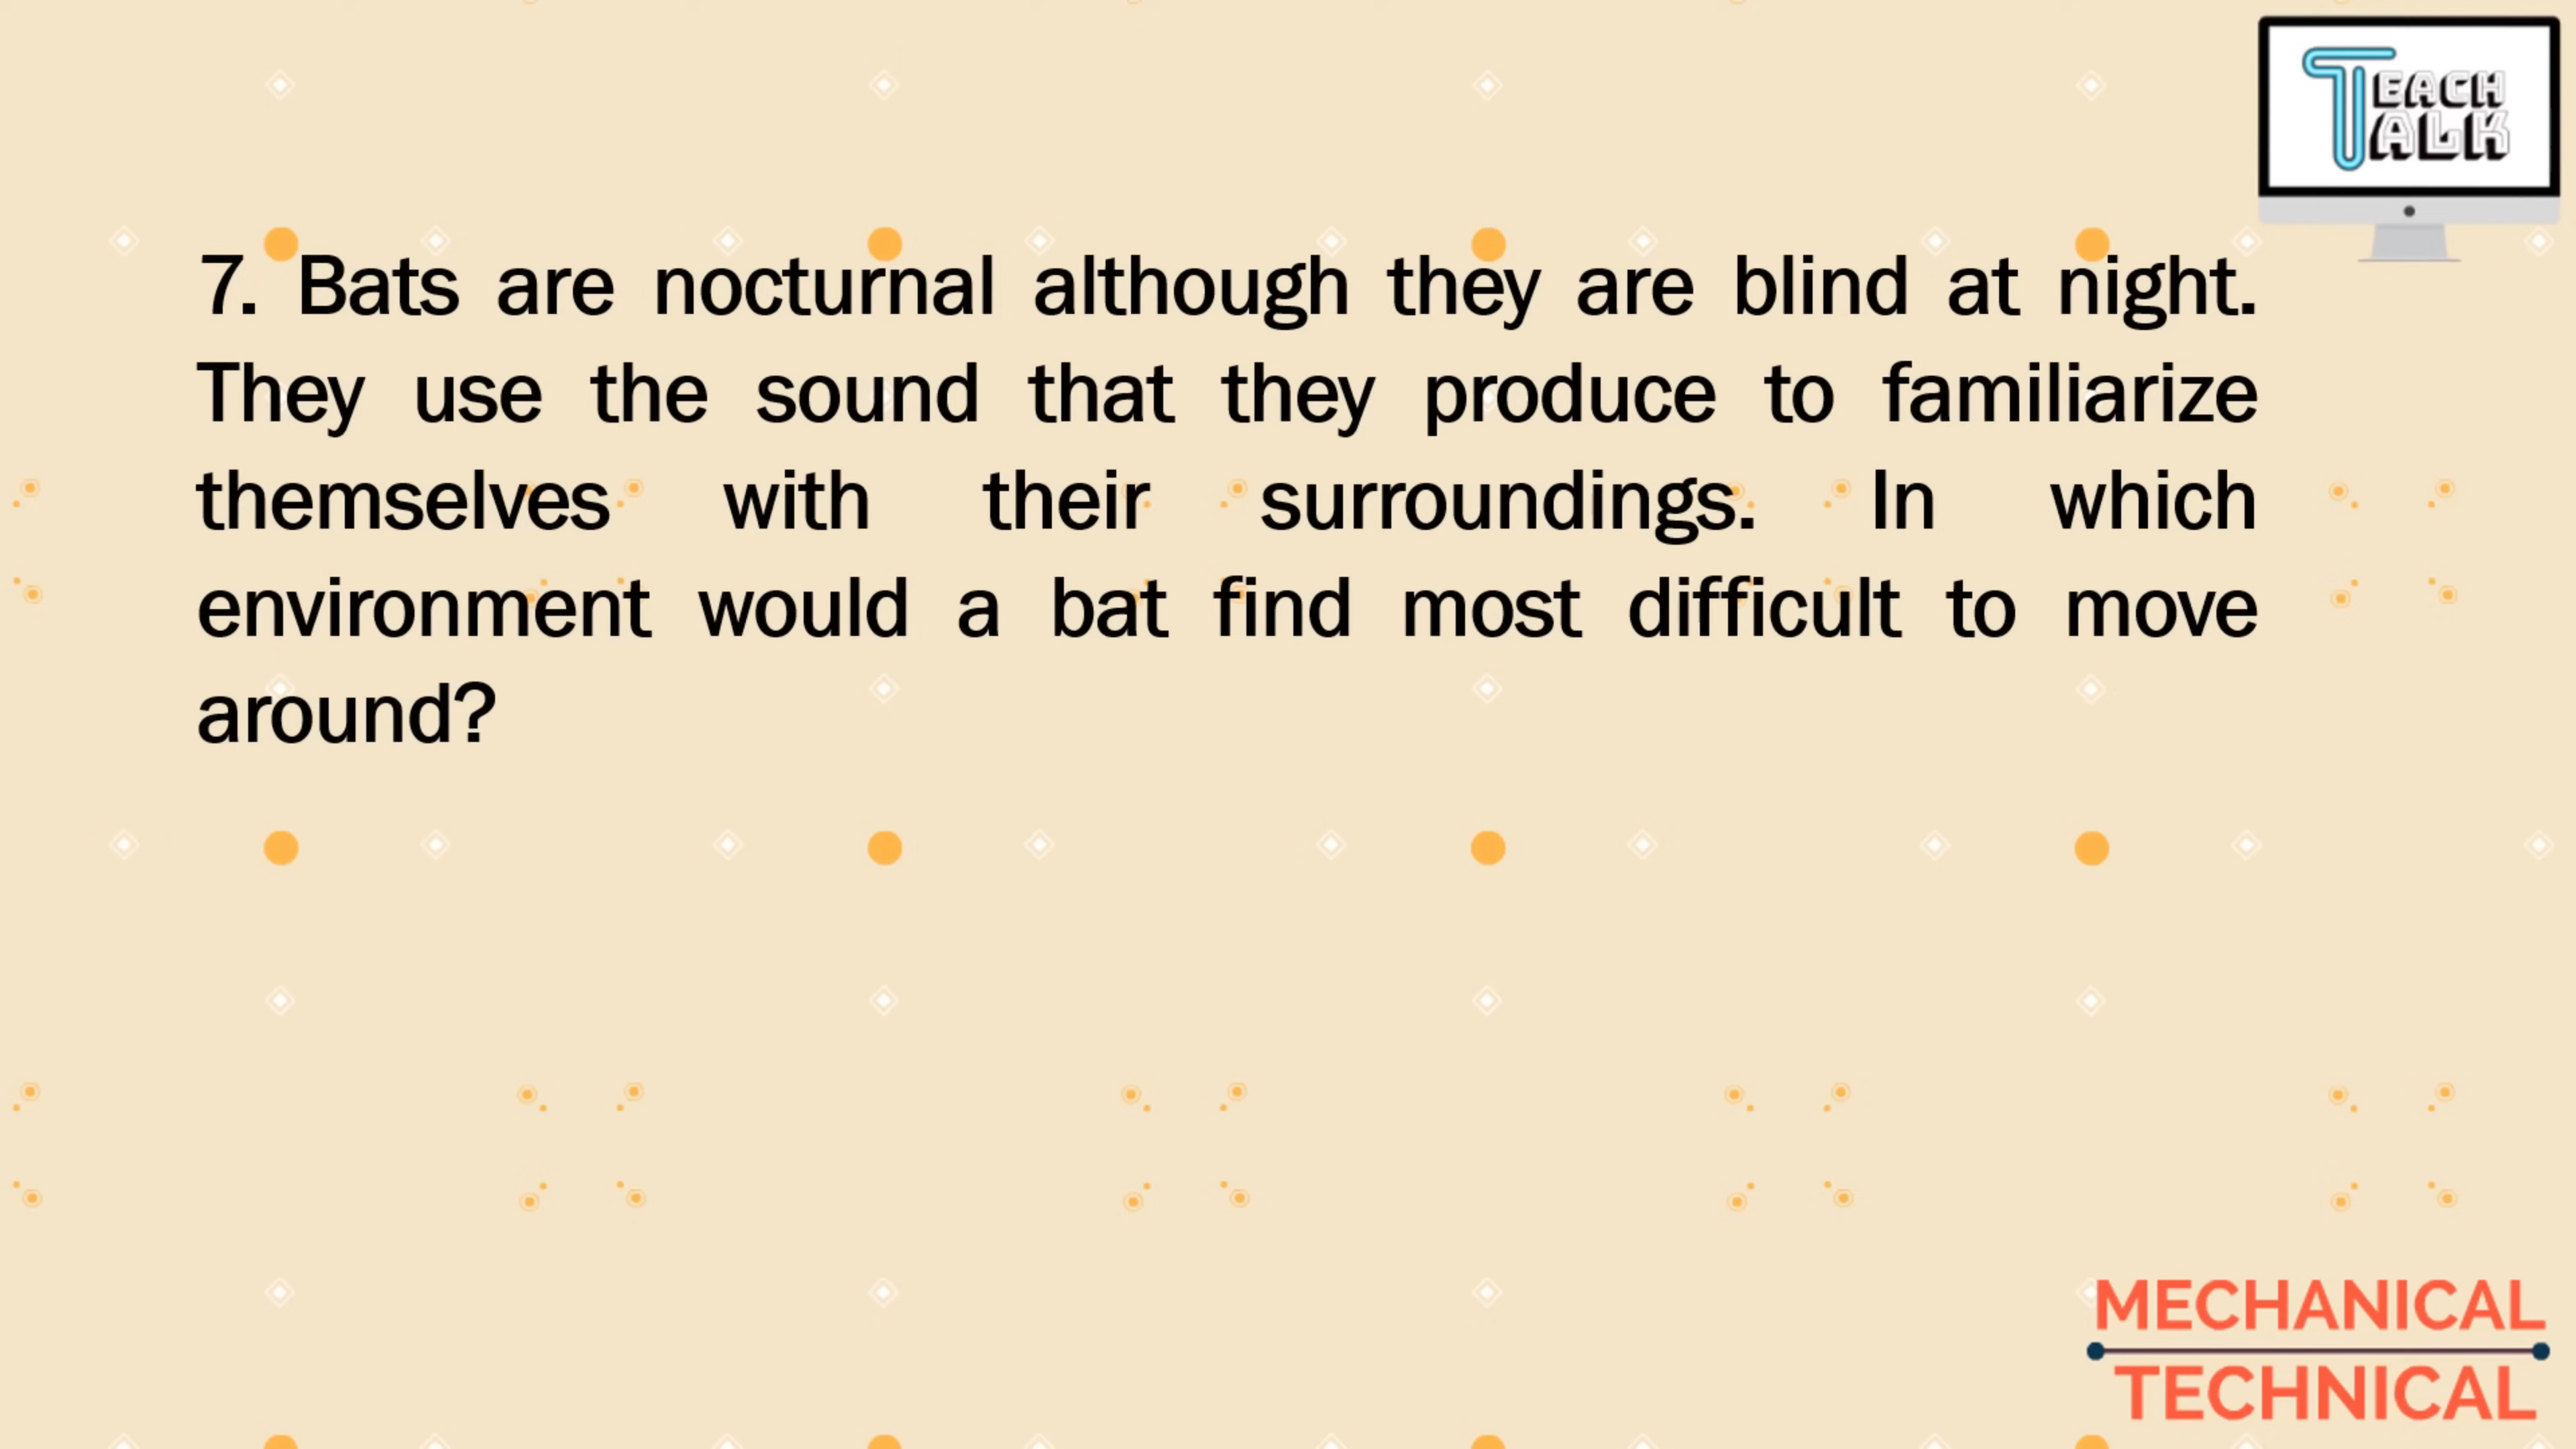 TEACH
TALK
7. Bats are nocturnal although they are blind at night.
They use the sound that they produce to familiarize
themselves with their surroundings. In which
environment would a bat find most difficult to move
around?
MECHANICAL
TECHNICAL